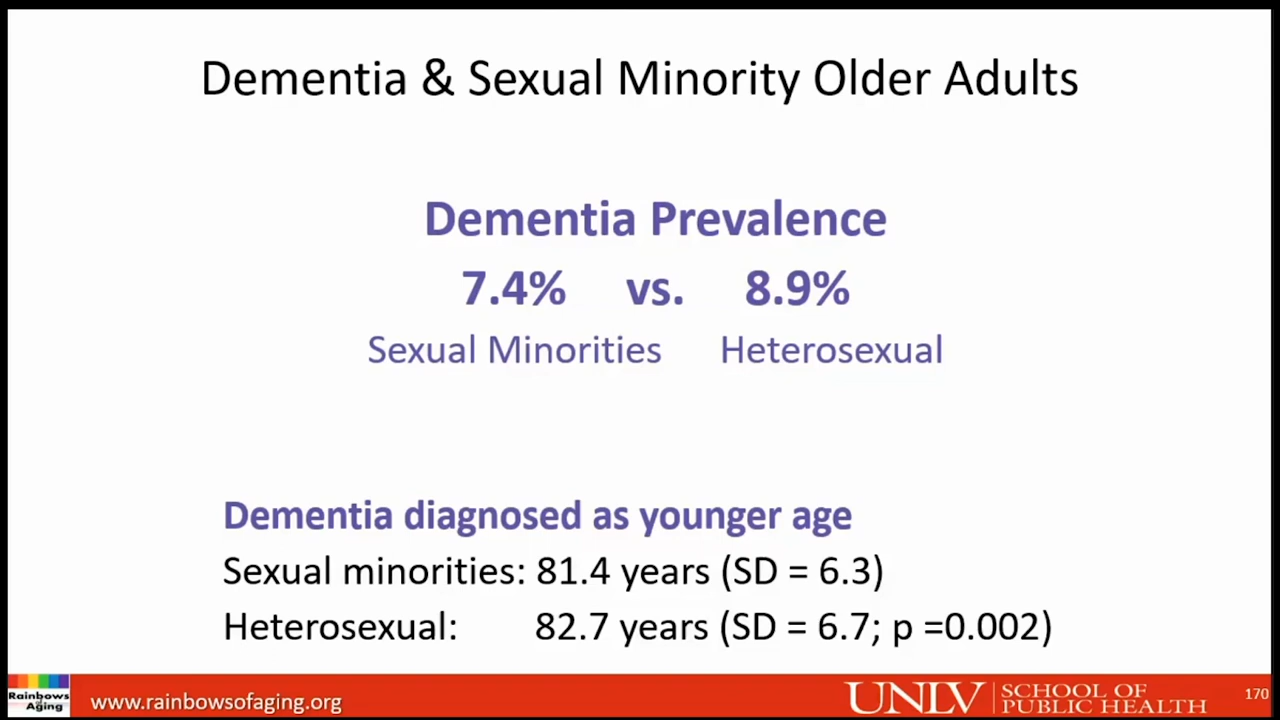 Dementia & Sexual Minority Older Adults
Dementia Prevalence
7.4% vs. 8.9%
Sexual Minorities Heterosexual
Dementia diagnosed as younger age
Sexual minorities: 81.4 years (SD = 6.3)
Heterosexual: 82.7 years (SD = 6.7; p =0.002)
Rainbows
of
Aging
www.rainbowsofaging.org
UNLV
SCHOOL OF
PUBLIC HEALTH
170